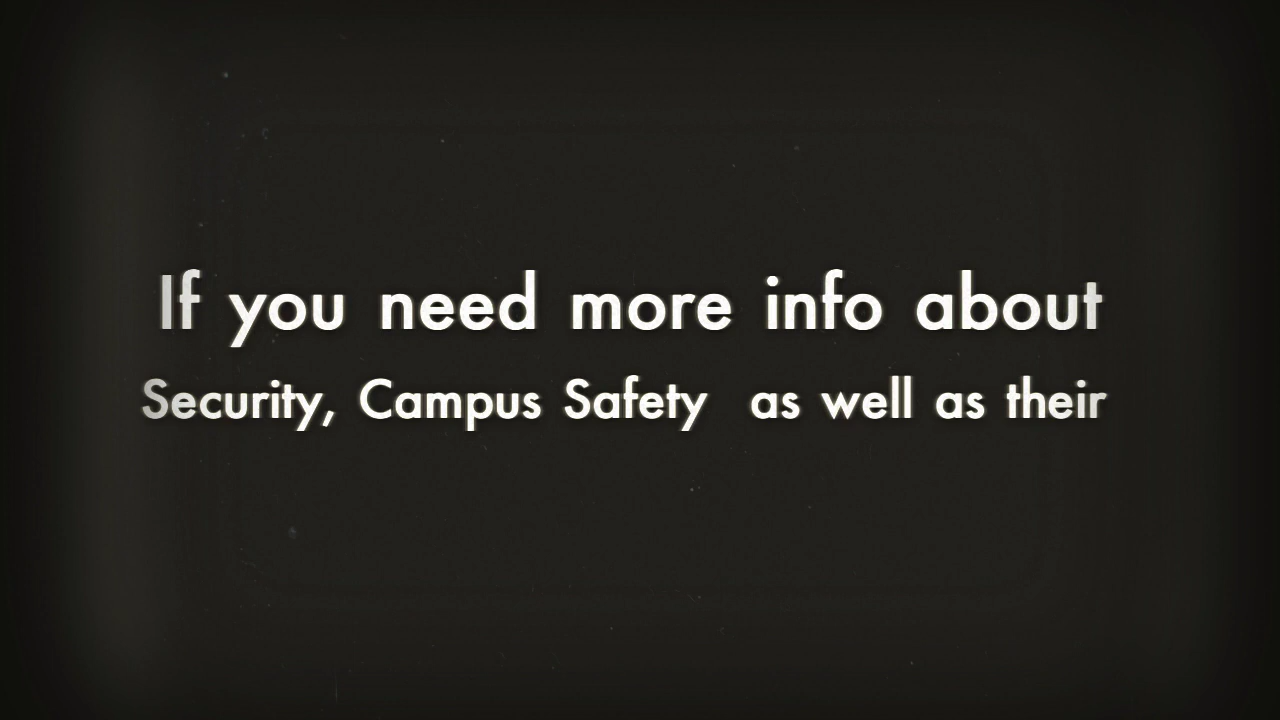 If you need more info about
Security, Campus Safety as well as their